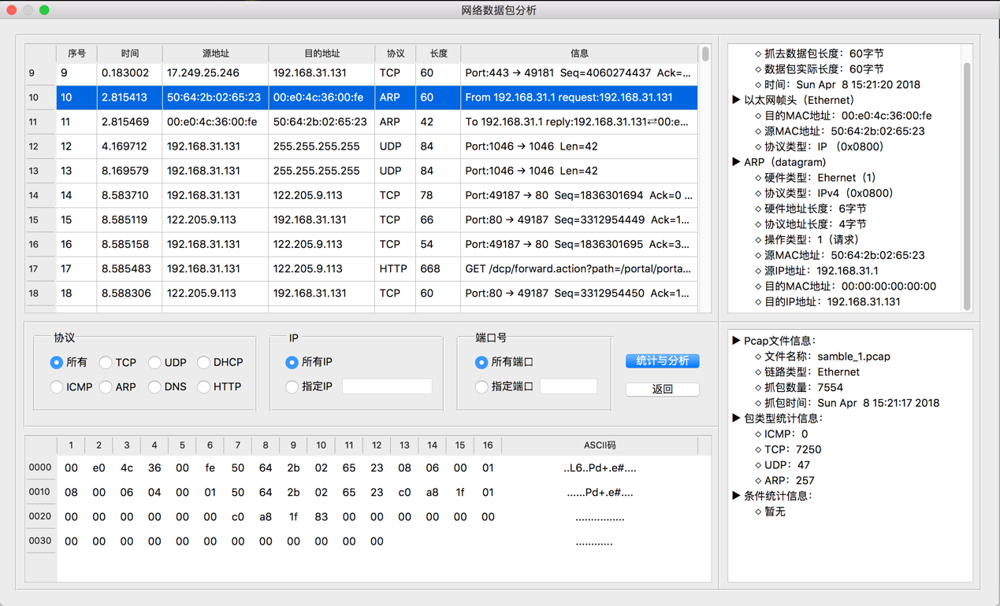 网络数据包分析
序号 时间 源地址 目的地址 协议 长度 信息
9 9 0.183002 17.249.25.246 192.168.31.131 TCP 60 Port:443 → 49181 Seq=4060274437 Ack=...
10 10 2.815413 50:64:2b:02:65:23 00:e0:4c:36:00:fe ARP 60 From 192.168.31.1 request:192.168.31.131
11 11 2.815469 00:e0:4c:36:00:fe 50:64:2b:02:65:23 ARP 42 To 192.168.31.1 reply:192.168.31.131⇄00:e...
12 12 4.169712 192.168.31.131 255.255.255.255 UDP 84 Port:1046 → 1046 Len=42
13 13 8.169579 192.168.31.131 255.255.255.255 UDP 84 Port:1046 → 1046 Len=42
14 14 8.583710 192.168.31.131 122.205.9.113 TCP 78 Port:49187 → 80 Seq=1836301694 Ack=0 ...
15 15 8.585119 122.205.9.113 192.168.31.131 TCP 66 Port:80 → 49187 Seq=3312954449 Ack=1...
16 16 8.585158 192.168.31.131 122.205.9.113 TCP 54 Port:49187 → 80 Seq=1836301695 Ack=3...
17 17 8.585483 192.168.31.131 122.205.9.113 HTTP 668 GET /dcp/forward.action?path=/portal/porta...
18 18 8.588306 122.205.9.113 192.168.31.131 TCP 60 Port:80 → 49187 Seq=3312954450 Ack=1...
◇ 抓去数据包长度：60字节
◇ 数据包实际长度：60字节
◇ 时间：Sun Apr 8 15:21:20 2018
▶ 以太网帧头（Ethernet）
◇ 目的MAC地址：00:e0:4c:36:00:fe
◇ 源MAC地址：50:64:2b:02:65:23
◇ 协议类型：IP （0x0800）
▶ ARP（datagram）
◇ 硬件类型：Ehernet（1）
◇ 协议类型：IPv4（0x0800）
◇ 硬件地址长度：6字节
◇ 协议地址长度：4字节
◇ 操作类型：1（请求）
◇ 源MAC地址：50:64:2b:02:65:23
◇ 源IP地址：192.168.31.1
◇ 目的MAC地址：00:00:00:00:00:00
◇ 目的IP地址：192.168.31.131
协议 IP 端口号
所有 TCP UDP DHCP 所有IP 所有端口 统计与分析
ICMP ARP DNS HTTP 指定IP 指定端口 返回
1 2 3 4 5 6 7 8 9 10 11 12 13 14 15 16 ASCII码
0000 00 e0 4c 36 00 fe 50 64 2b 02 65 23 08 06 00 01 ..L6..Pd+.e#....
0010 08 00 06 04 00 01 50 64 2b 02 65 23 c0 a8 1f 01 ......Pd+.e#....
0020 00 00 00 00 00 00 c0 a8 1f 83 00 00 00 00 00 00 ................
0030 00 00 00 00 00 00 00 00 00 00 00 00 ............
▶ Pcap文件信息：
◇ 文件名称：samble_1.pcap
◇ 链路类型：Ethernet
◇ 抓包数量：7554
◇ 抓包时间：Sun Apr 8 15:21:17 2018
▶ 包类型统计信息：
◇ ICMP：0
◇ TCP：7250
◇ UDP：47
◇ ARP：257
▶ 条件统计信息：
◇ 暂无